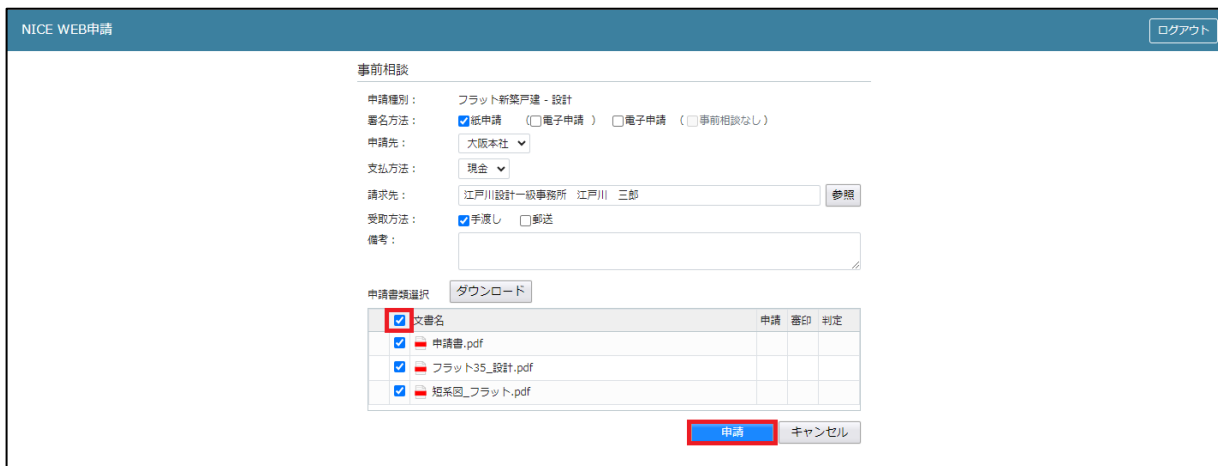 NICE WEB申請 ログアウト
事前相談
申請種別： フラット新築戸建 - 設計
署名方法： 紙申請 （電子申請 ） 電子申請 （事前相談なし）
申請先： 大阪本社
支払方法： 現金
請求先： 江戸川設計一級事務所 江戸川 三郎 参照
受取方法： 手渡し 郵送
備考：
申請書類選択 ダウンロード
文書名 申請 審印 判定
申請書.pdf
フラット35_設計.pdf
短系図_フラット.pdf
申請 キャンセル